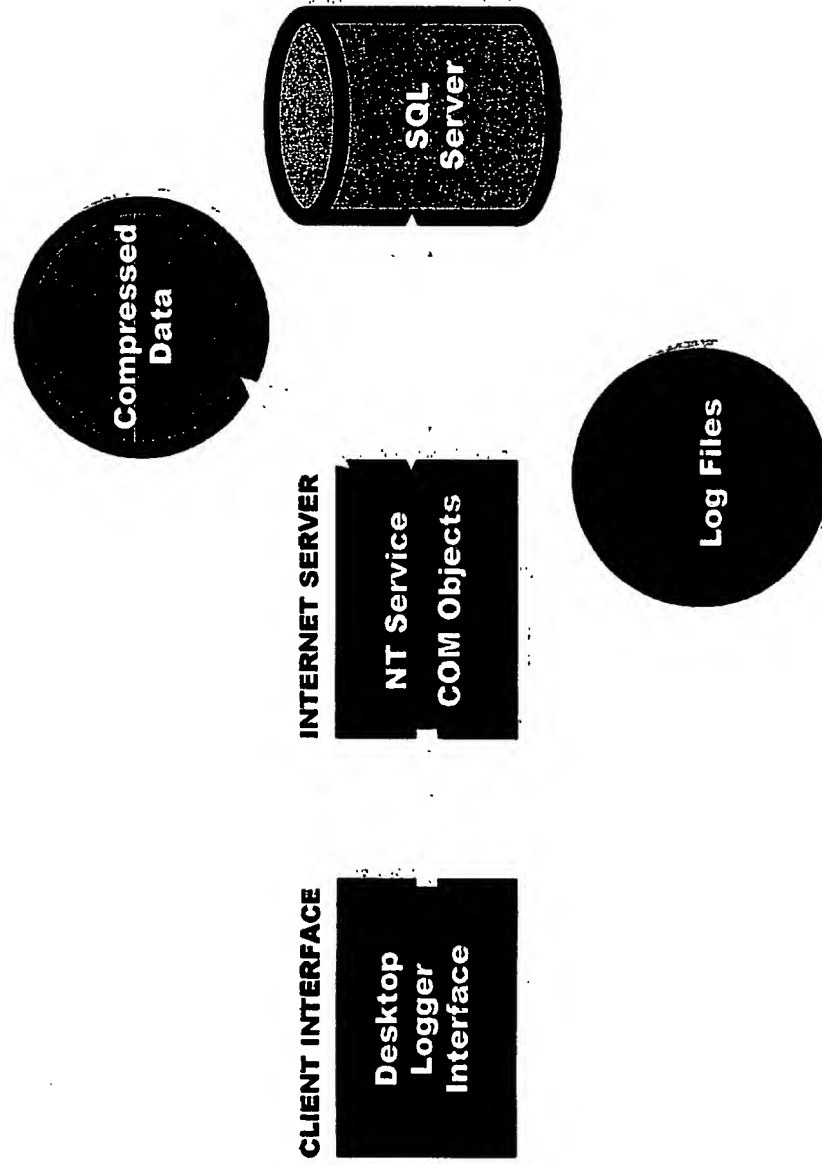 CLIENT INTERFACE
Desktop
Logger
Interface
INTERNET SERVER
NT Service
COM Objects
Compressed
Data
SQL
Server
Log Files